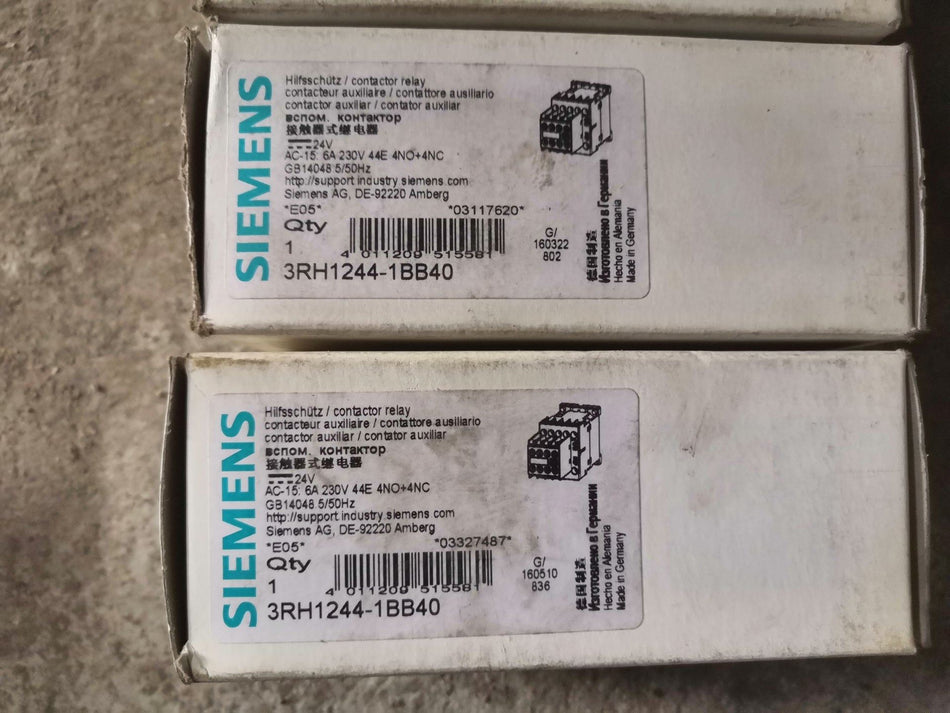 SIEMENS
Hilfsschütz / contactor relay
contacteur auxiliaire / contattore ausiliario
contactor auxiliar / contator auxiliar
вспом. контактор
接触器式继电器
24V
AC-15: 6A 230V 44E 4NO+4NC
GB14048.5/50Hz
http://support.industry.siemens.com
Siemens AG, DE-92220 Amberg
*E05* *03117620*
Qty
1
4 011209 515581
3RH1244-1BB40
G/
160322
802
德国制造
Изготовлено в Германии
Hecho en Alemania
Made in Germany
SIEMENS
Hilfsschütz / contactor relay
contacteur auxiliaire / contattore ausiliario
contactor auxiliar / contator auxiliar
вспом. контактор
接触器式继电器
24V
AC-15: 6A 230V 44E 4NO+4NC
GB14048.5/50Hz
http://support.industry.siemens.com
Siemens AG, DE-92220 Amberg
*E05* *03327487*
Qty
1
4 011209 515581
3RH1244-1BB40
G/
160510
836
德国制造
Изготовлено в Германии
Hecho en Alemania
Made in Germany